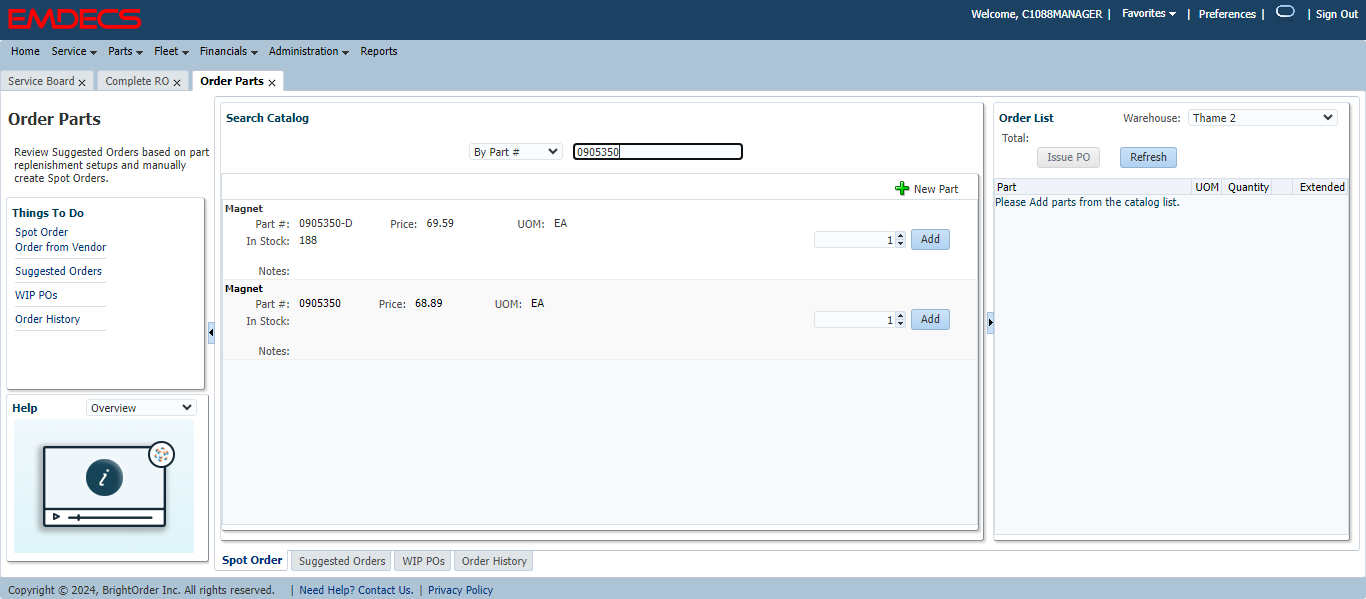 EMDECS
Welcome, C1088MANAGER | Favorites | Preferences | | Sign Out
Home Service Parts Fleet Financials Administration Reports
Service Board x Complete RO x Order Parts x
Order Parts
Review Suggested Orders based on part
replenishment setups and manually
create Spot Orders.
Things To Do
Spot Order
Order from Vendor
Suggested Orders
WIP POs
Order History
Help Overview
i
Search Catalog
By Part # 0905350
New Part
Magnet
Part #: 0905350-D Price: 69.59 UOM: EA
In Stock: 188 1 Add
Notes:
Magnet
Part #: 0905350 Price: 68.89 UOM: EA
In Stock: 1 Add
Notes:
Order List Warehouse: Thame 2
Total:
Issue PO Refresh
Part UOM Quantity Extended
Please Add parts from the catalog list.
Spot Order Suggested Orders WIP POs Order History
Copyright © 2024, BrightOrder Inc. All rights reserved. | Need Help? Contact Us. | Privacy Policy